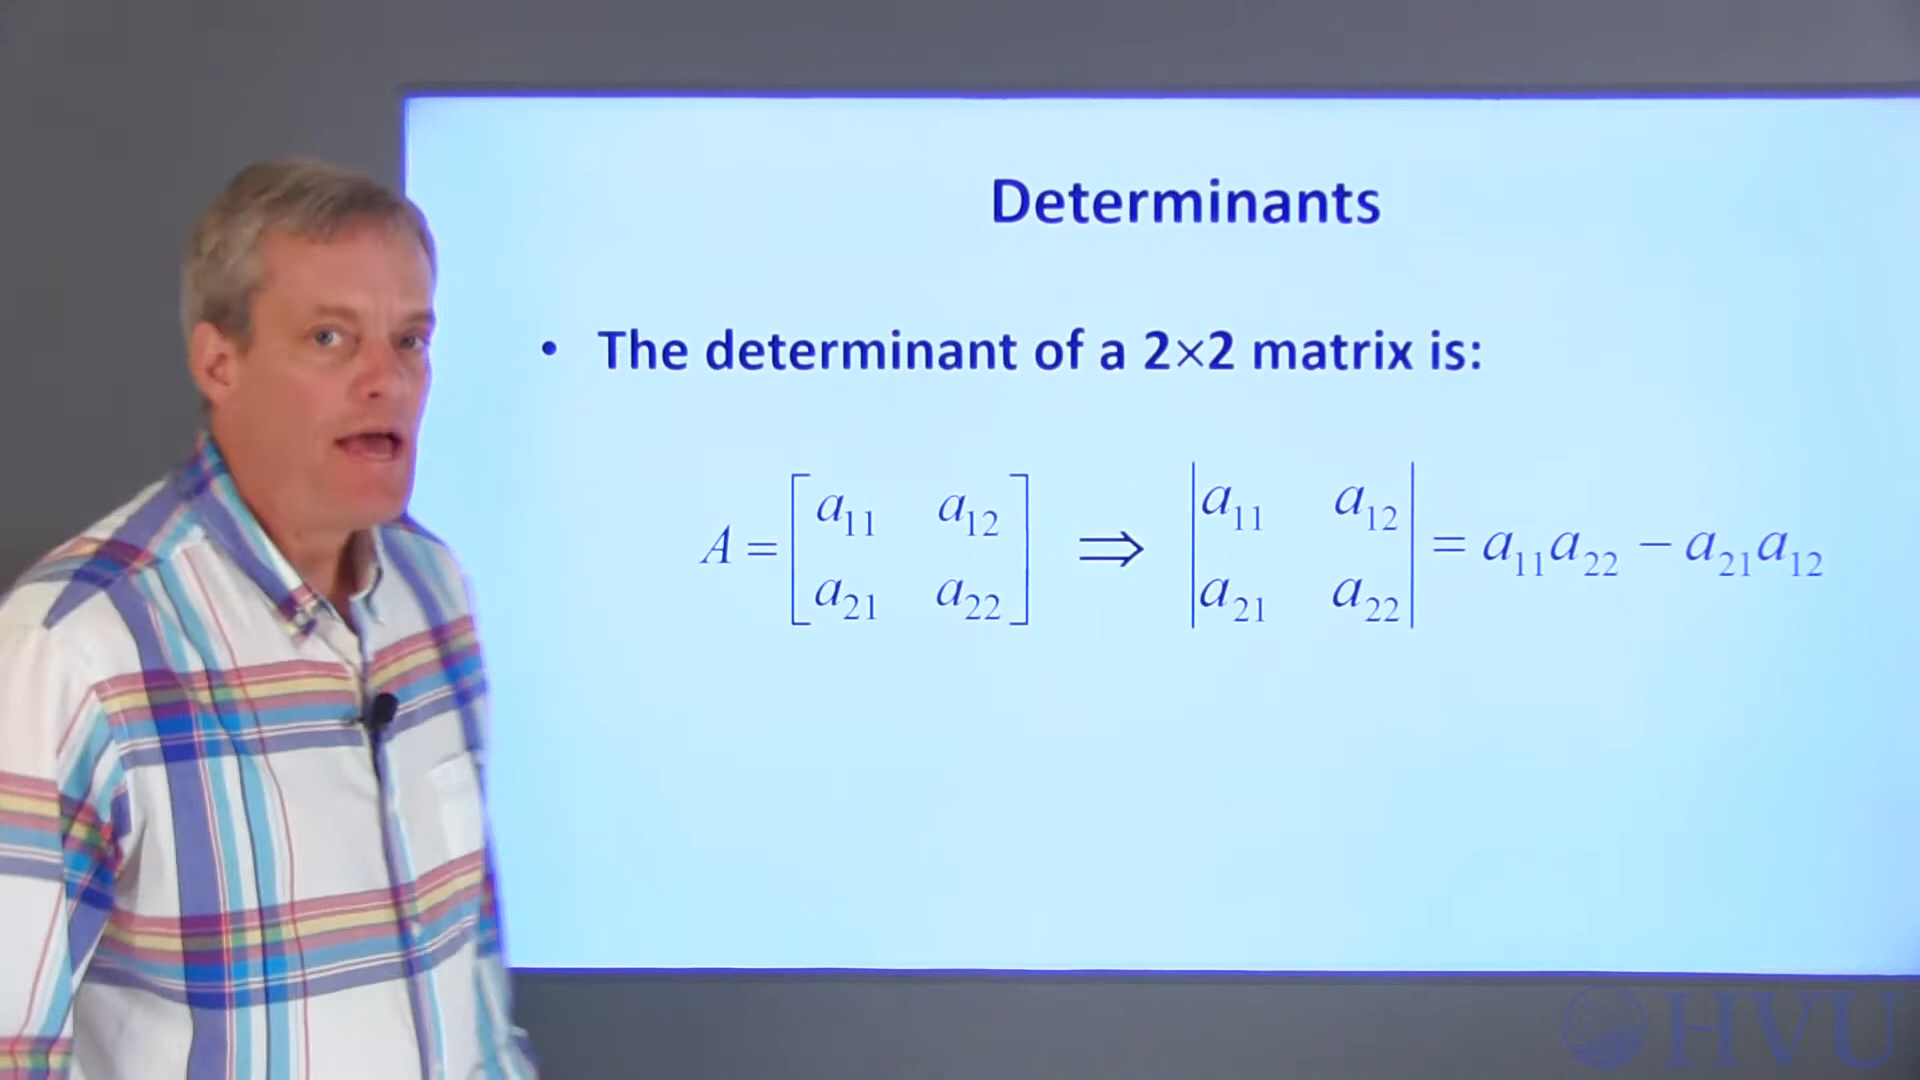 Determinants
• The determinant of a 2×2 matrix is:
A = [a₁₁ a₁₂; a₂₁ a₂₂] ⇒ |a₁₁ a₁₂; a₂₁ a₂₂| = a₁₁a₂₂ − a₂₁a₁₂
HVU